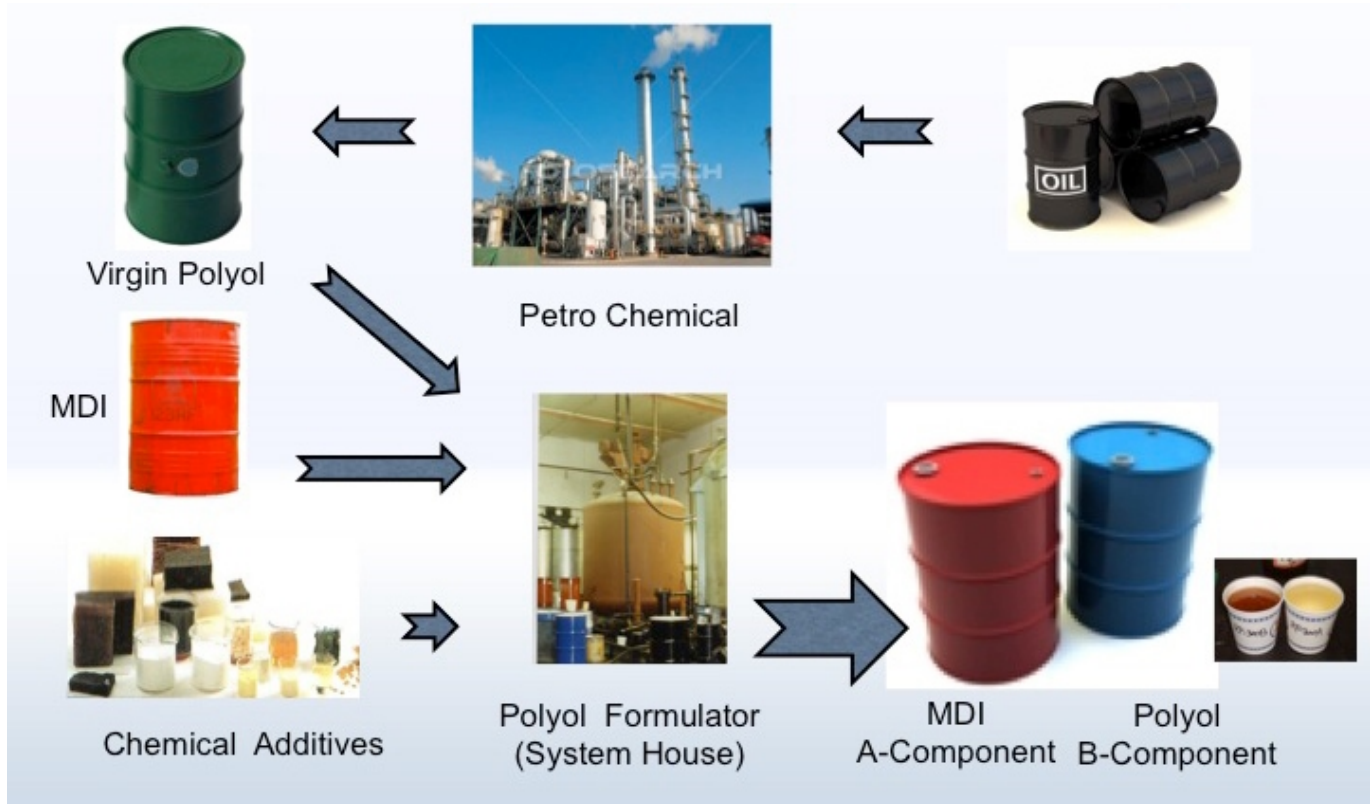 OIL
Virgin Polyol
Petro Chemical
MDI
Chemical Additives
Polyol Formulator
(System House)
MDI
A-Component
Polyol
B-Component